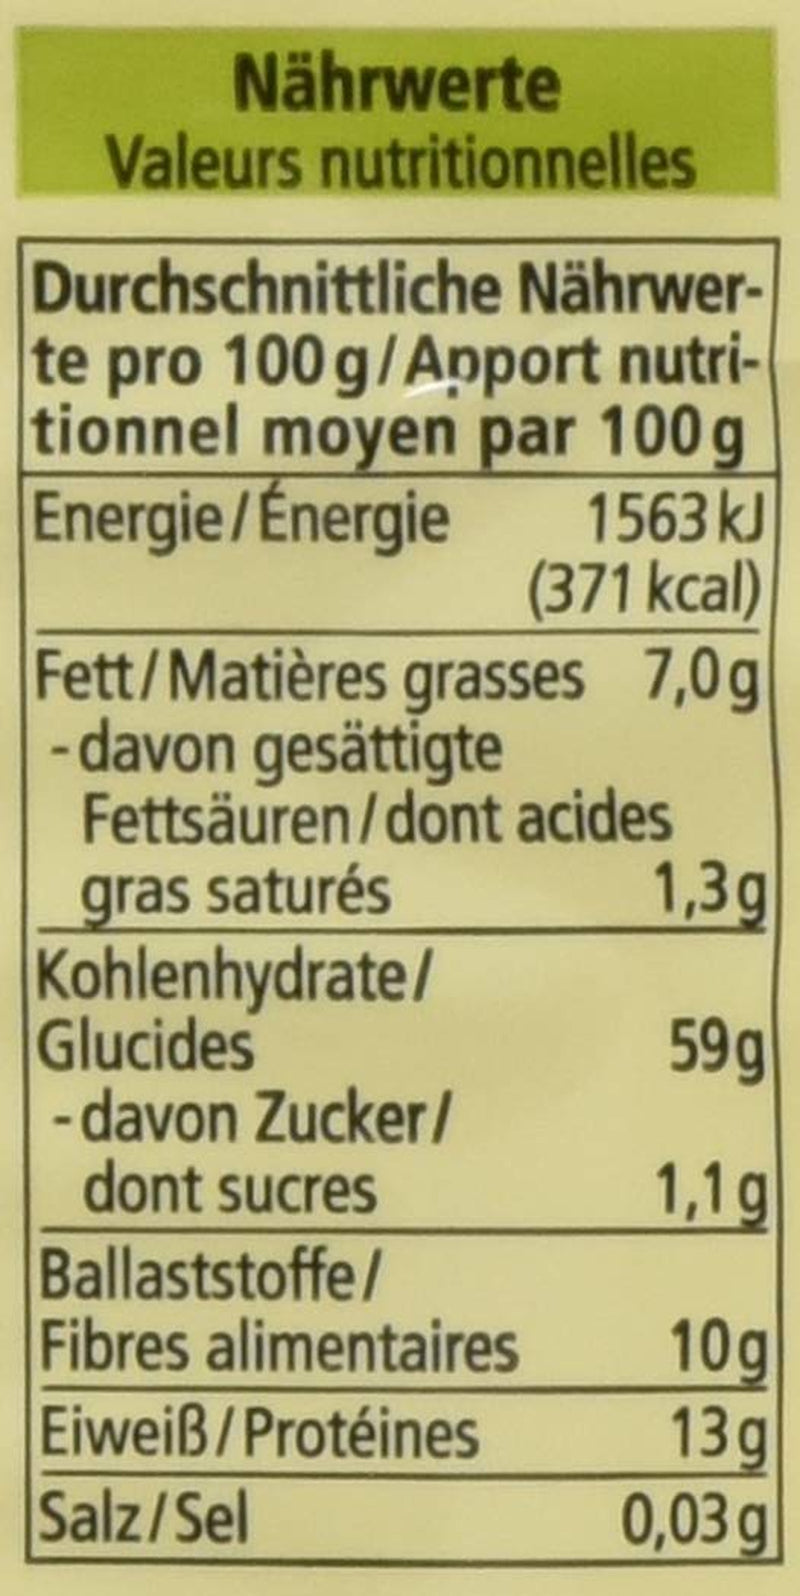 Nährwerte
Valeurs nutritionnelles
Durchschnittliche Nährwer-
te pro 100 g/Apport nutri-
tionnel moyen par 100 g
Energie/Énergie 1563 kJ
(371 kcal)
Fett/Matières grasses 7,0 g
- davon gesättigte
Fettsäuren/dont acides
gras saturés 1,3 g
Kohlenhydrate/
Glucides 59 g
- davon Zucker/
dont sucres 1,1 g
Ballaststoffe/
Fibres alimentaires 10 g
Eiweiß/Protéines 13 g
Salz/Sel 0,03 g